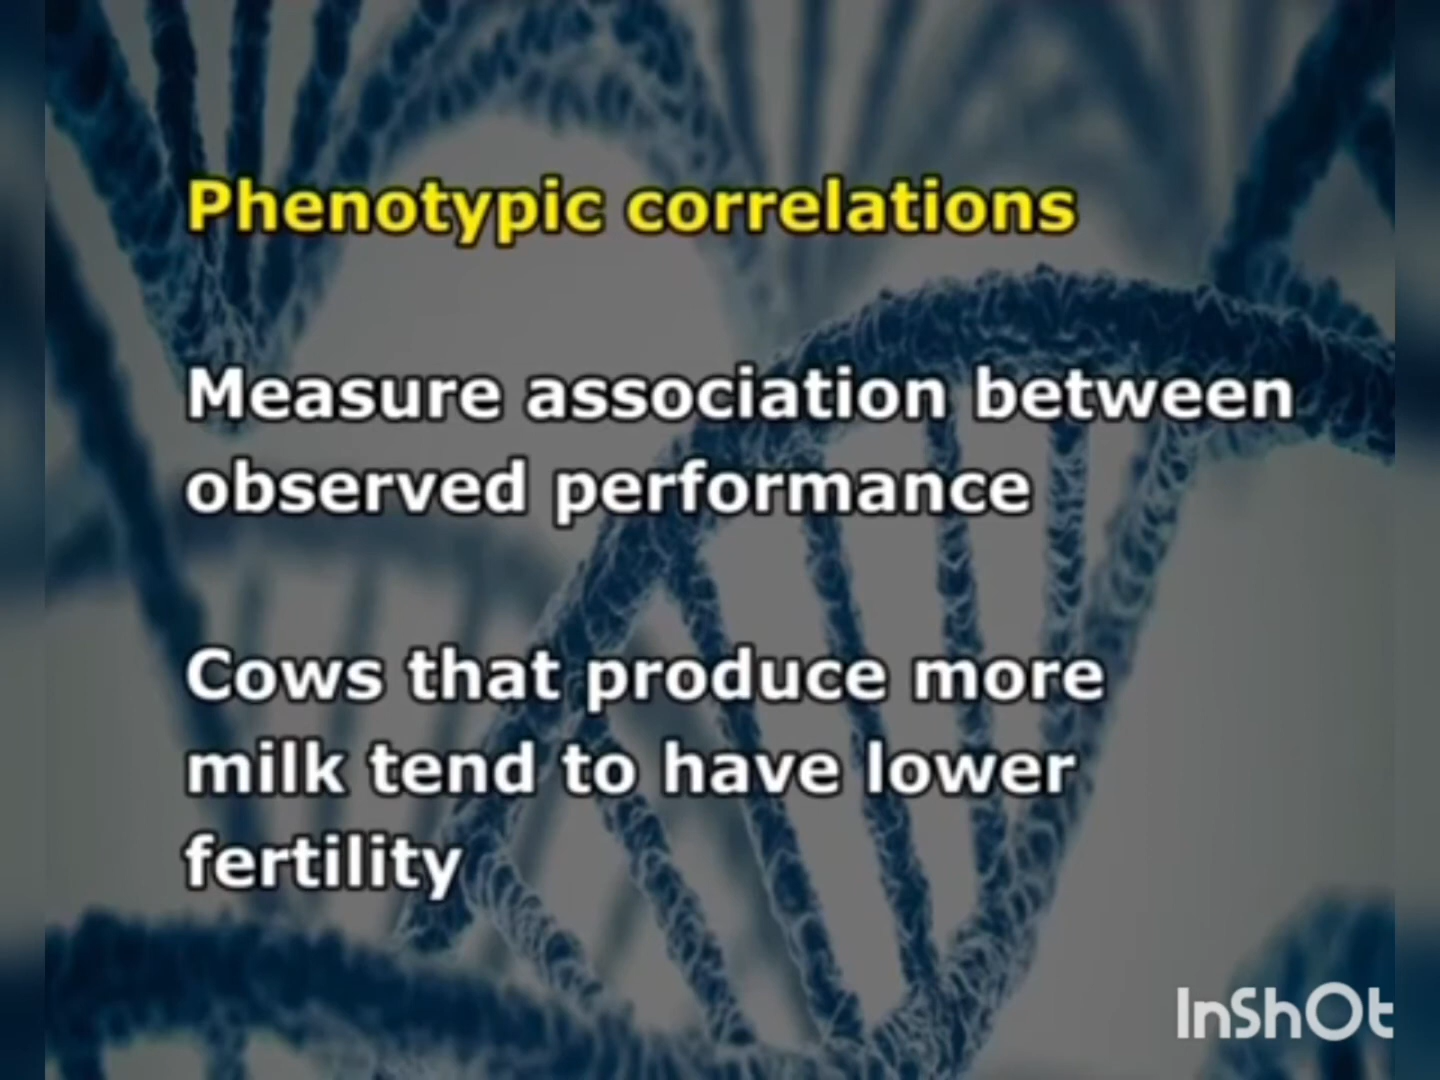 Phenotypic correlations
Measure association between
observed performance
Cows that produce more
milk tend to have lower
fertility
InShOt